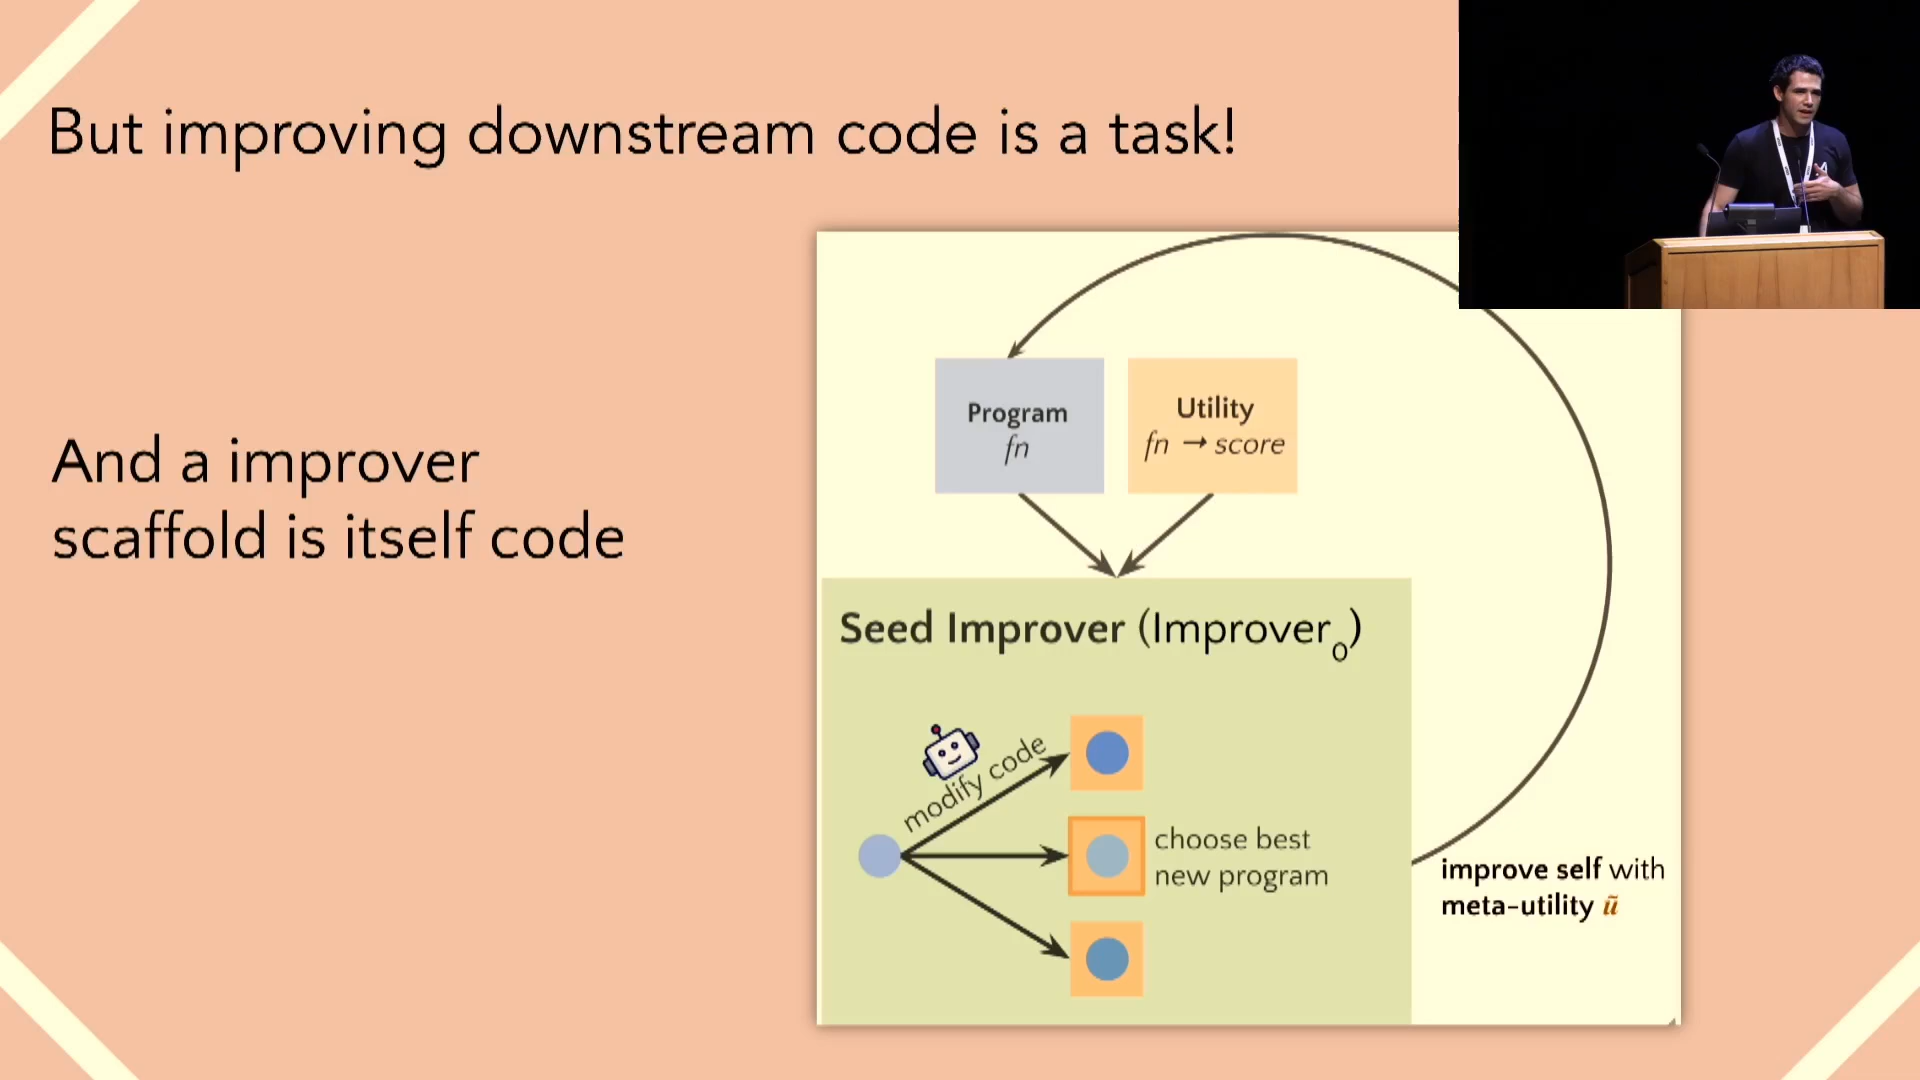 But improving downstream code is a task!
And a improver
scaffold is itself code
Program
fn
Utility
fn → score
Seed Improver (Improver₀)
modify code
choose best
new program
improve self with
meta-utility ũ